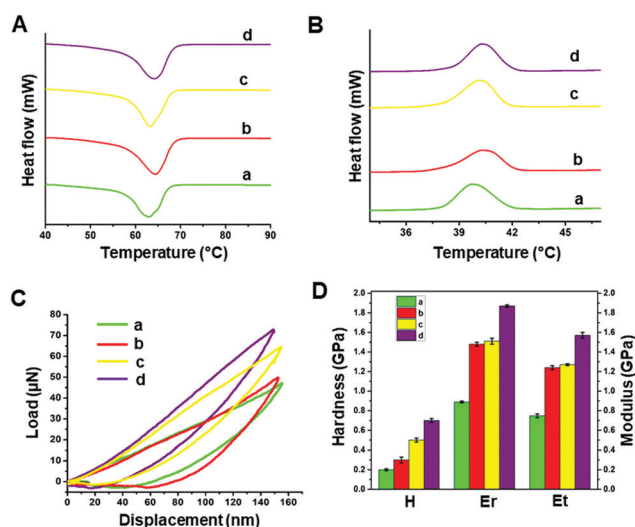 A
d
c
b
a
Heat flow (mW)
40 50 60 70 80 90
Temperature (°C)
B
d
c
b
a
Heat flow (mW)
36 39 42 45
Temperature (°C)
C
a
b
c
d
Load (µN)
80
70
60
50
40
30
20
10
0
0 20 40 60 80 100 120 140 160
Displacement (nm)
D
a
b
c
d
Hardness (GPa)
2.0
1.8
1.6
1.4
1.2
1.0
0.8
0.6
0.4
0.2
0.0
H Er Et
2.0
1.8
1.6
1.4
1.2
1.0
0.8
0.6
0.4
0.2
0.0
Modulus (GPa)